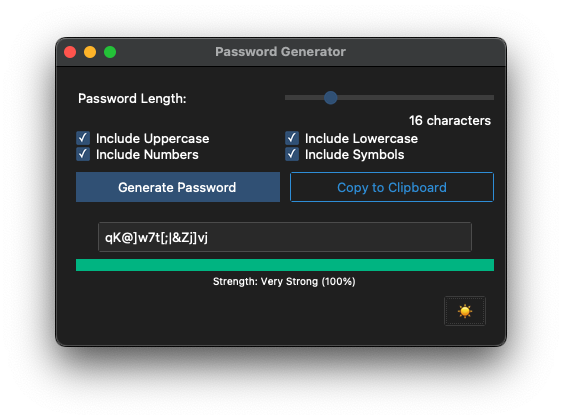 Password Generator
Password Length:
16 characters
Include Uppercase Include Lowercase
Include Numbers Include Symbols
Generate Password Copy to Clipboard
qK@]w7t[;|&Zj]vj
Strength: Very Strong (100%)